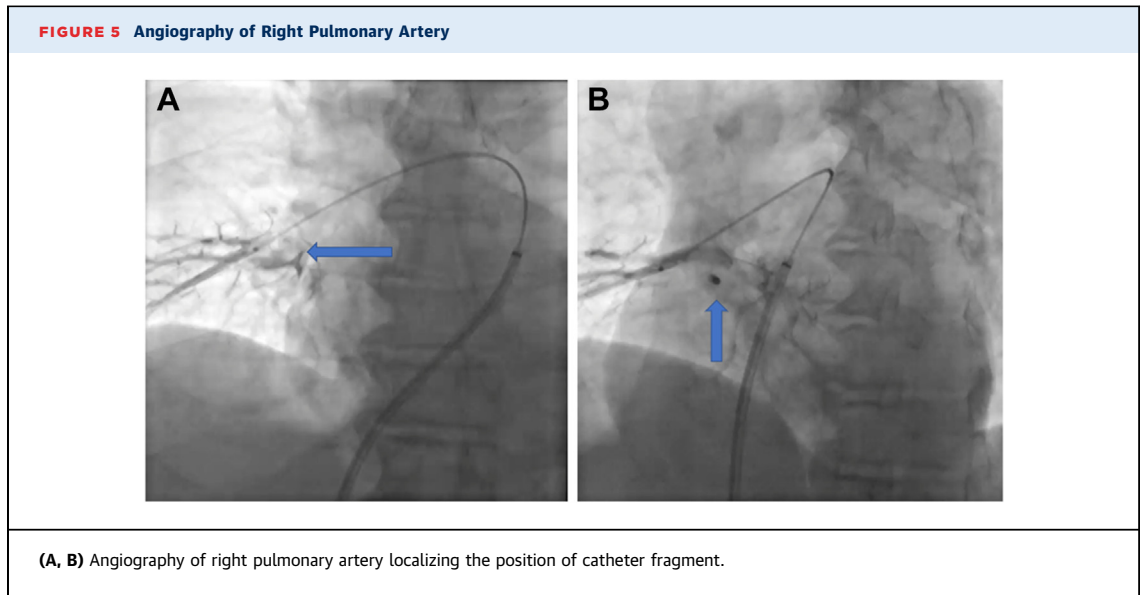 FIGURE 5 Angiography of Right Pulmonary Artery
A
B
(A, B) Angiography of right pulmonary artery localizing the position of catheter fragment.